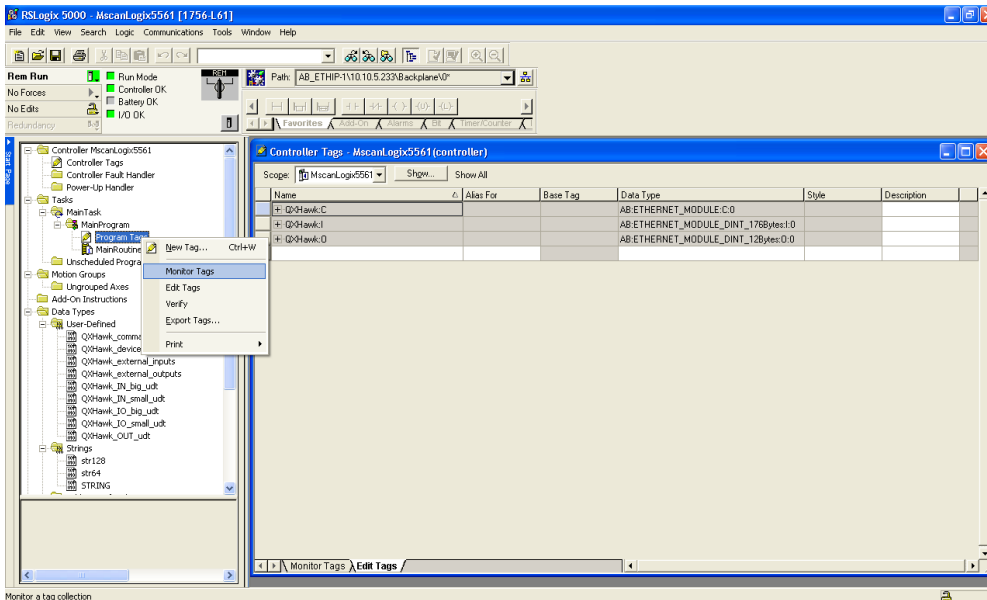 RSLogix 5000 - MscanLogix5561 [1756-L61]
File Edit View Search Logic Communications Tools Window Help
Rem Run
Run Mode
REM
Path: AB_ETHIP-1\10.10.5.233\Backplane\0*
No Forces
Controller OK
Battery OK
No Edits
I/O OK
Redundancy
Favorites Add-On Alarms Bit Timer/Counter
Start Page
Controller MscanLogix5561
Controller Tags
Controller Fault Handler
Power-Up Handler
Tasks
MainTask
MainProgram
Program Tags
MainRoutine
Unscheduled Progra
Motion Groups
Ungrouped Axes
Add-On Instructions
Data Types
User-Defined
QXHawk_comma
QXHawk_device
QXHawk_external_inputs
QXHawk_external_outputs
QXHawk_IN_big_udt
QXHawk_IN_small_udt
QXHawk_IO_big_udt
QXHawk_IO_small_udt
QXHawk_OUT_udt
Strings
str128
str64
STRING
New Tag... Ctrl+W
Monitor Tags
Edit Tags
Verify
Export Tags...
Print
Controller Tags - MscanLogix5561(controller)
Scope: MscanLogix5561 Show... Show All
Name Alias For Base Tag Data Type Style Description
QXHawk:C AB:ETHERNET_MODULE:C:0
QXHawk:I AB:ETHERNET_MODULE_DINT_176Bytes:I:0
QXHawk:O AB:ETHERNET_MODULE_DINT_12Bytes:O:0
Monitor Tags Edit Tags
Monitor a tag collection